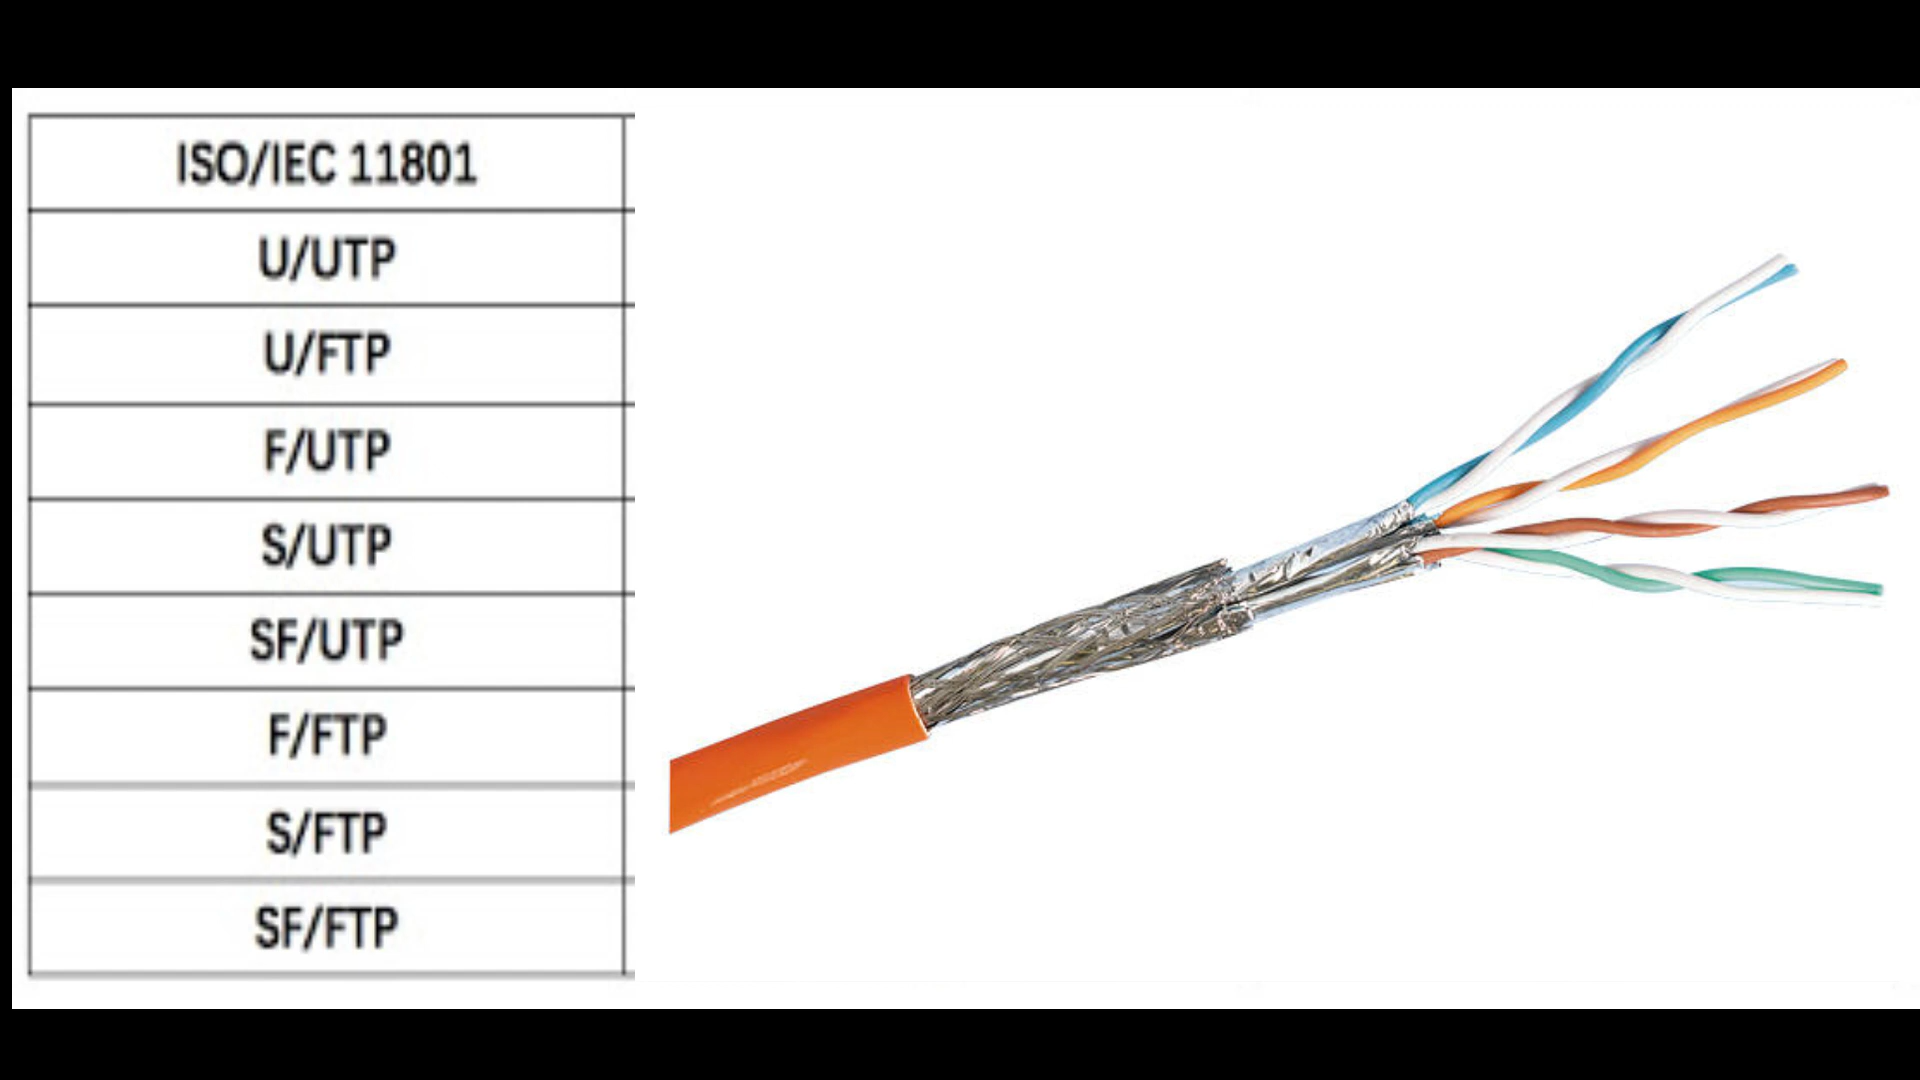 ISO/IEC 11801
U/UTP
U/FTP
F/UTP
S/UTP
SF/UTP
F/FTP
S/FTP
SF/FTP